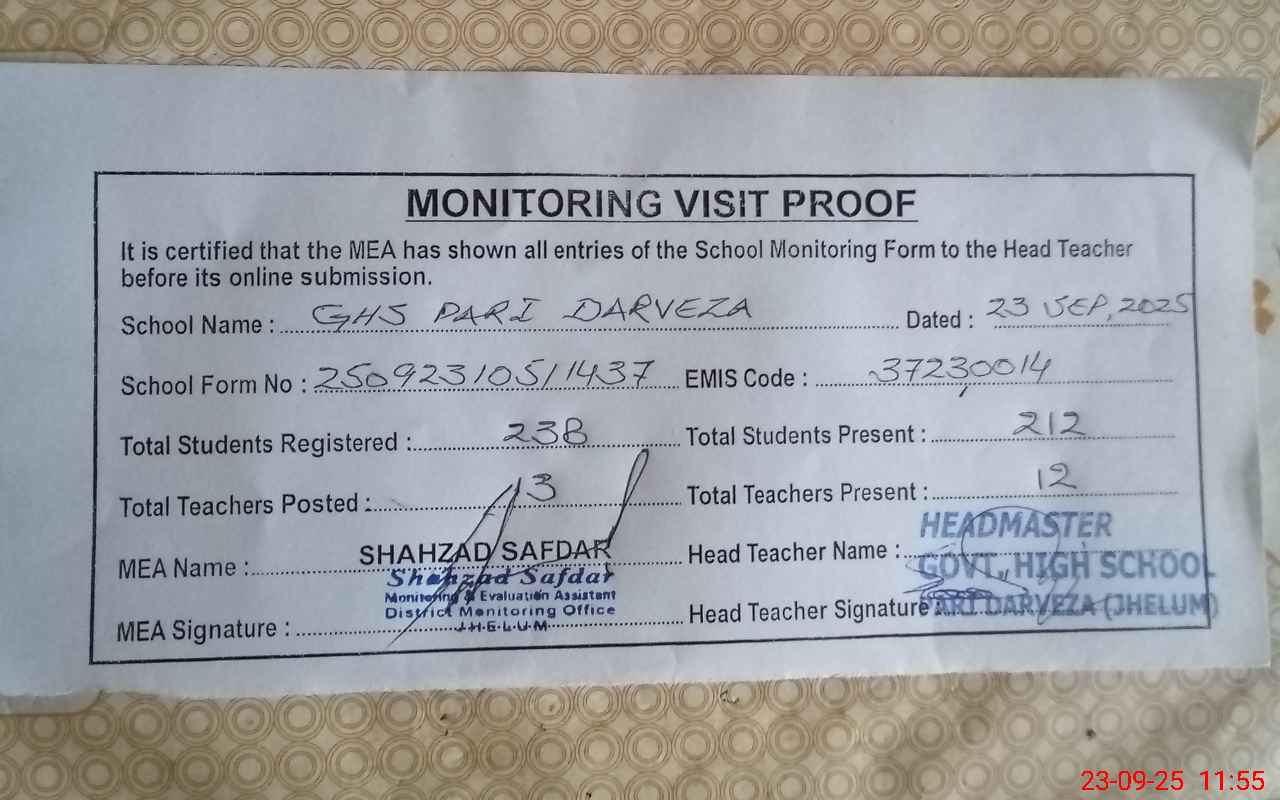 MONITORING VISIT PROOF
It is certified that the MEA has shown all entries of the School Monitoring Form to the Head Teacher
before its online submission.
School Name : GHS PARI DARVEZA Dated : 23 SEP, 2025
School Form No : 25092310511437 EMIS Code : 37230014
Total Students Registered : 238 Total Students Present : 212
Total Teachers Posted : 13 Total Teachers Present : 12
MEA Name : SHAHZAD SAFDAR Head Teacher Name :
Shahzad Safdar
Monitoring & Evaluation Assistant
District Monitoring Office
J.H.E.L.U.M
MEA Signature : Head Teacher Signature
HEADMASTER
GOVT., HIGH SCHOOL
PARI DARVEZA (JHELUM)
23-09-25 11:55